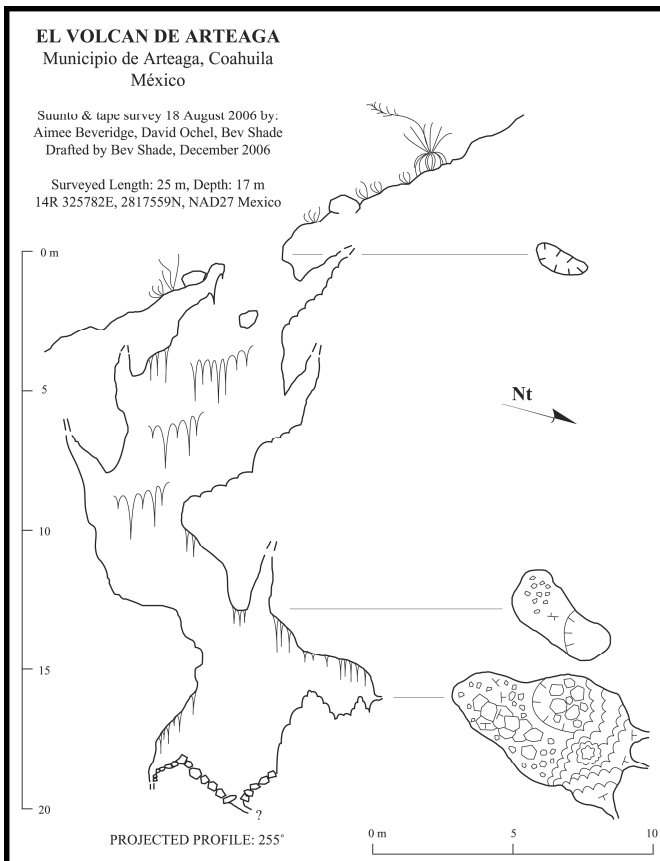 EL VOLCAN DE ARTEAGA
Municipio de Arteaga, Coahuila
México
Suunto & tape survey 18 August 2006 by:
Aimee Beveridge, David Ochel, Bev Shade
Drafted by Bev Shade, December 2006
Surveyed Length: 25 m, Depth: 17 m
14R 325782E, 2817559N, NAD27 Mexico
0 m
5
Nt
10
15
20
?
PROJECTED PROFILE: 255°
0 m
5
10